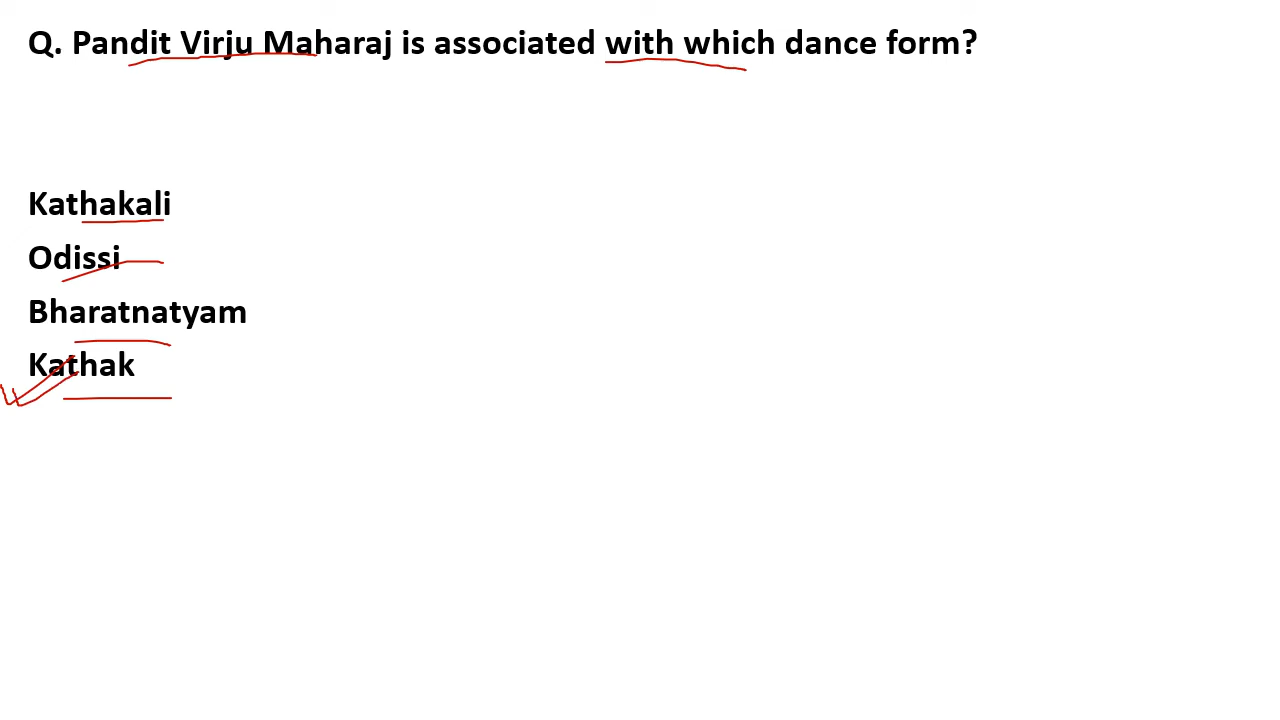 Q. Pandit Virju Maharaj is associated with which dance form?
Kathakali
Odissi
Bharatnatyam
Kathak